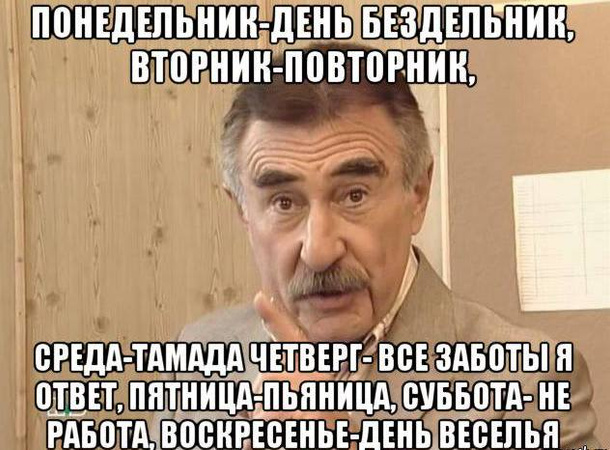 ПОНЕДЕЛЬНИК-ДЕНЬ БЕЗДЕЛЬНИК,
ВТОРНИК-ПОВТОРНИК,
СРЕДА-ТАМАДА ЧЕТВЕРГ- ВСЕ ЗАБОТЫ Я
ОТВЕТ, ПЯТНИЦА-ПЬЯНИЦА, СУББОТА- НЕ
РАБОТА, ВОСКРЕСЕНЬЕ-ДЕНЬ ВЕСЕЛЬЯ